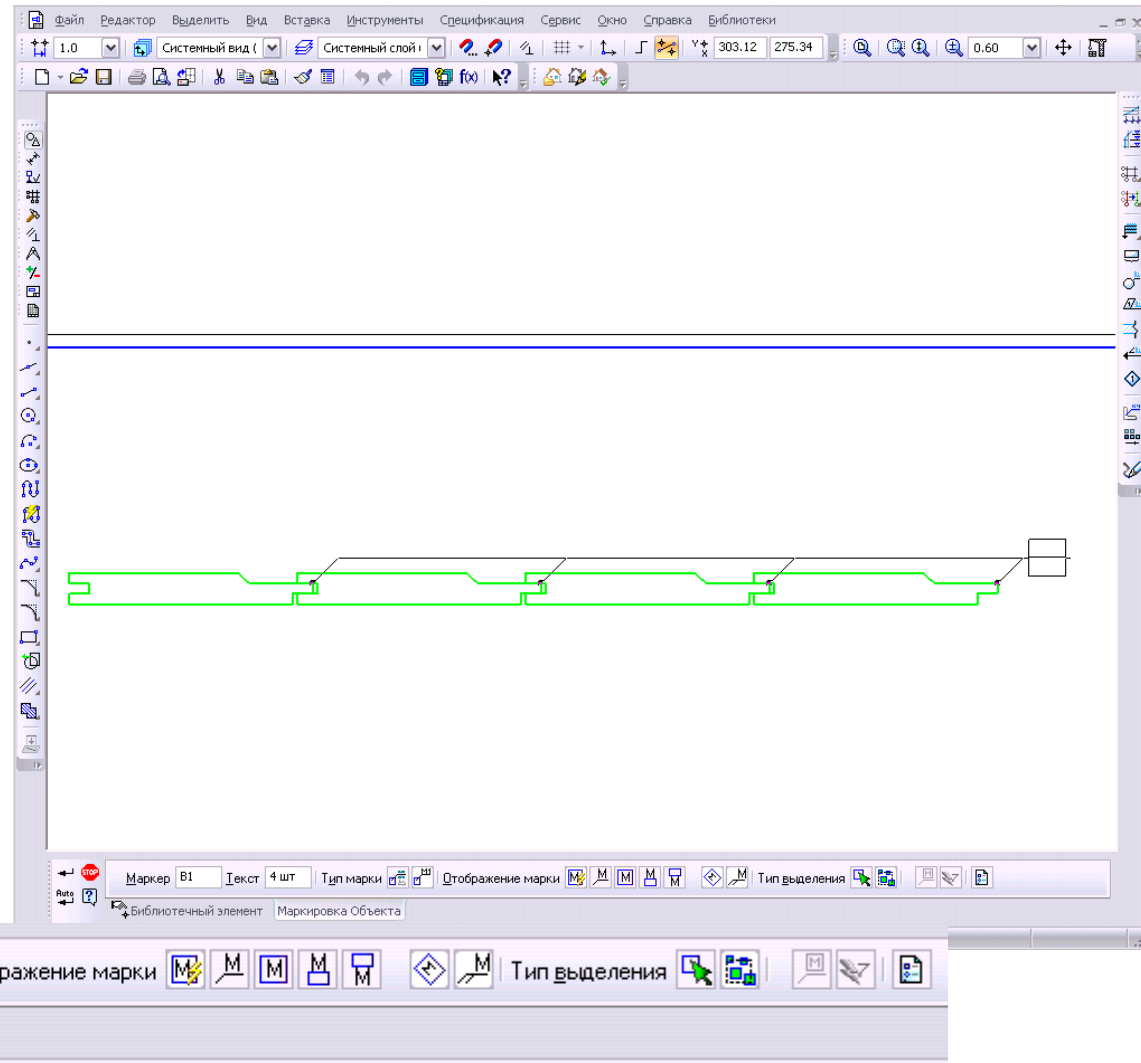 Файл Редактор Выделить Вид Вставка Инструменты Спецификация Сервис Окно Справка Библиотеки
1.0 Системный вид ( Системный слой 303.12 275.34 0.60
Маркер В1 Текст 4 шт Тип марки Отображение марки Тип выделения
Библиотечный элемент Маркировка Объекта
ражение марки Тип выделения